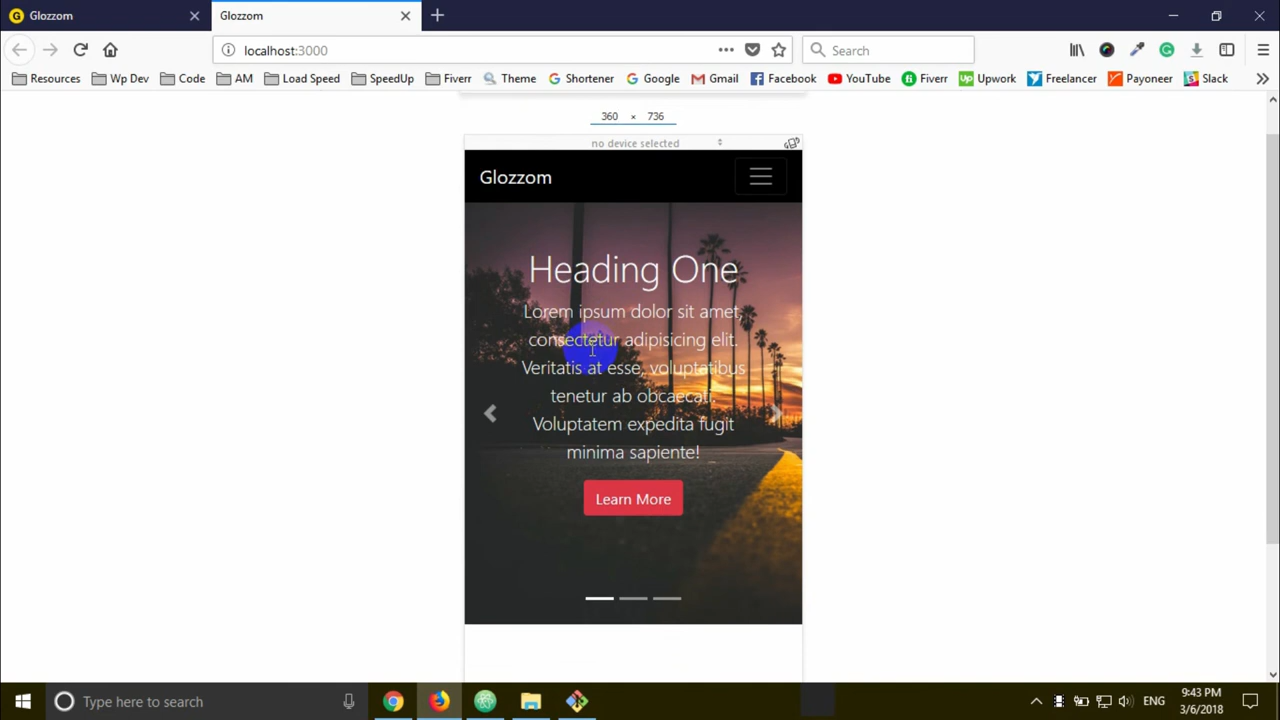 Glozzom
Glozzom
localhost:3000
Search
Resources
Wp Dev
Code
AM
Load Speed
SpeedUp
Fiverr
Theme
Shortener
Google
Gmail
Facebook
YouTube
Fiverr
Upwork
Freelancer
Payoneer
Slack
360 × 736
no device selected
Glozzom
Heading One
Lorem ipsum dolor sit amet,
consectetur adipisicing elit.
Veritatis at esse, voluptatibus
tenetur ab obcaecati.
Voluptatem expedita fugit
minima sapiente!
Learn More
Type here to search
ENG
9:43 PM
3/6/2018